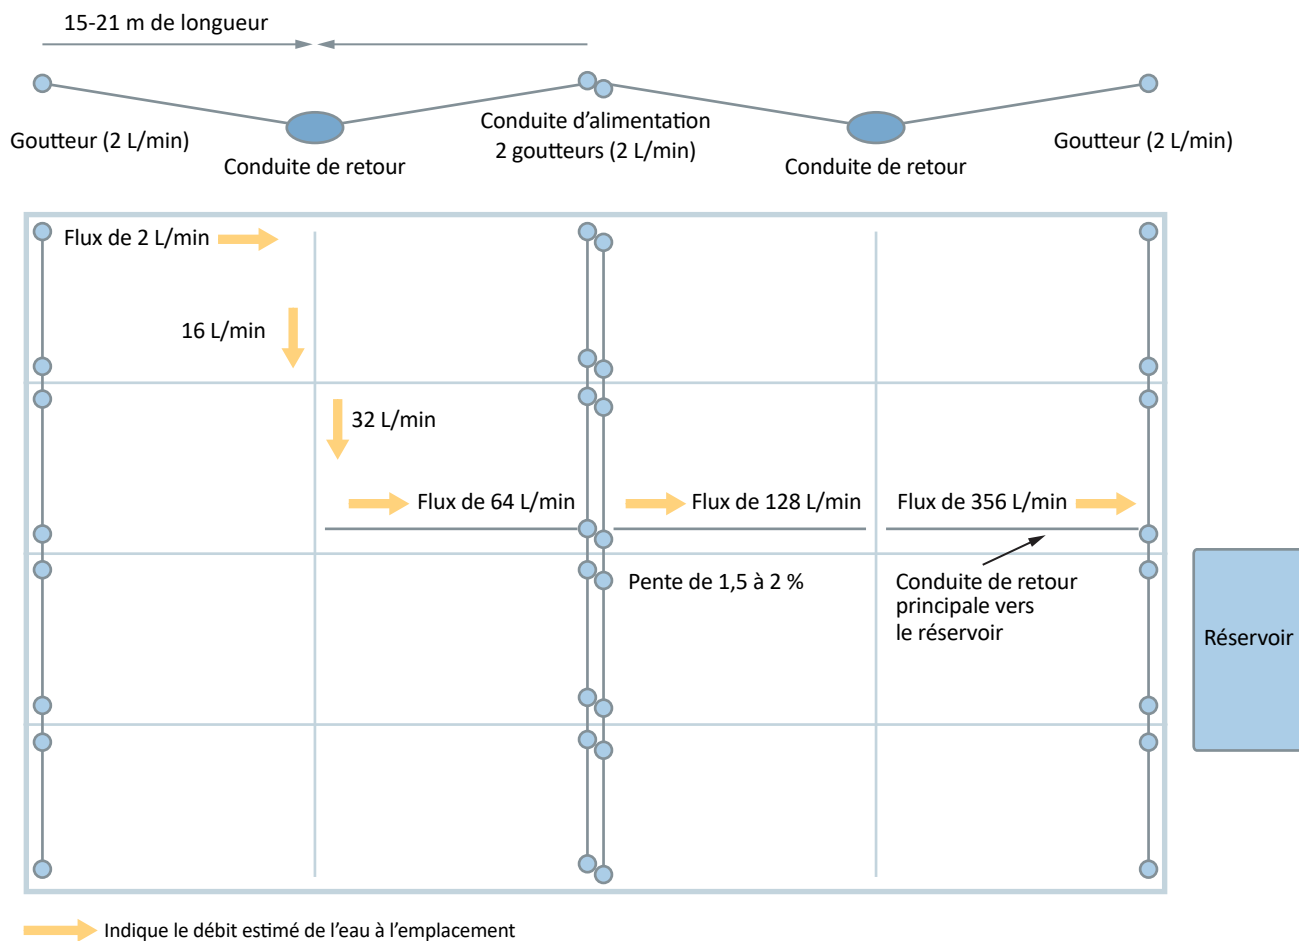 15-21 m de longueur
Goutteur (2 L/min)
Conduite de retour
Conduite d’alimentation
2 goutteurs (2 L/min)
Conduite de retour
Goutteur (2 L/min)
Flux de 2 L/min
16 L/min
32 L/min
Flux de 64 L/min
Flux de 128 L/min
Flux de 356 L/min
Pente de 1,5 à 2 %
Conduite de retour
principale vers
le réservoir
Réservoir
Indique le débit estimé de l’eau à l’emplacement